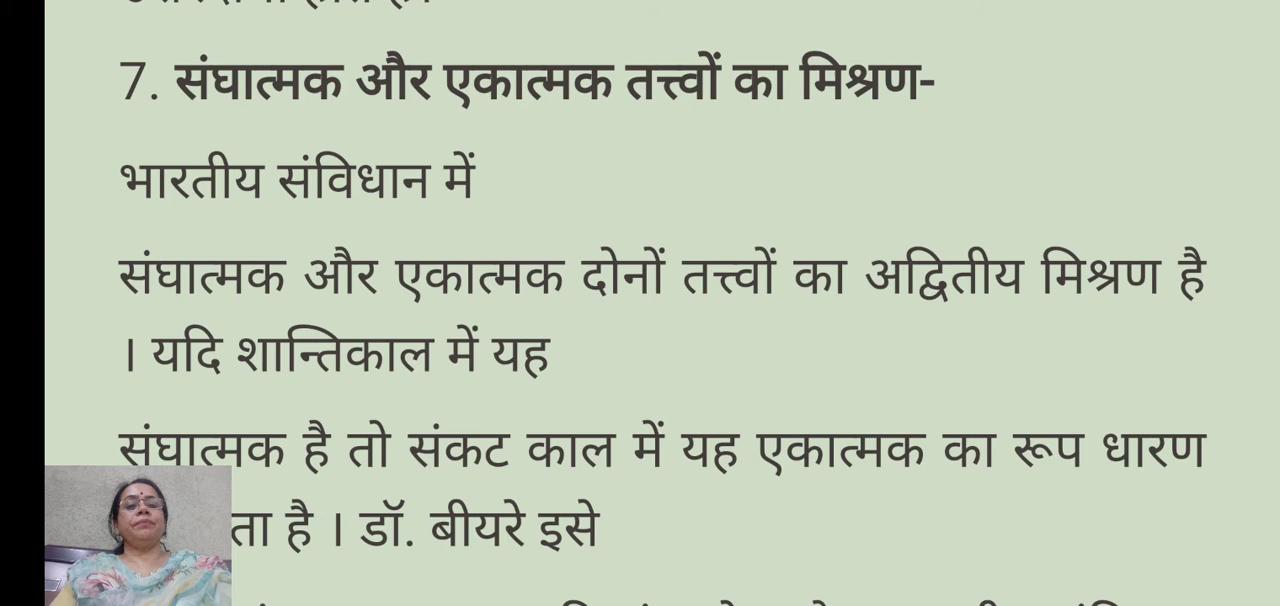 7. संघात्मक और एकात्मक तत्त्वों का मिश्रण-
भारतीय संविधान में
संघात्मक और एकात्मक दोनों तत्त्वों का अद्वितीय मिश्रण है
। यदि शान्तिकाल में यह
संघात्मक है तो संकट काल में यह एकात्मक का रूप धारण
है । डॉ. बीयरे इसे